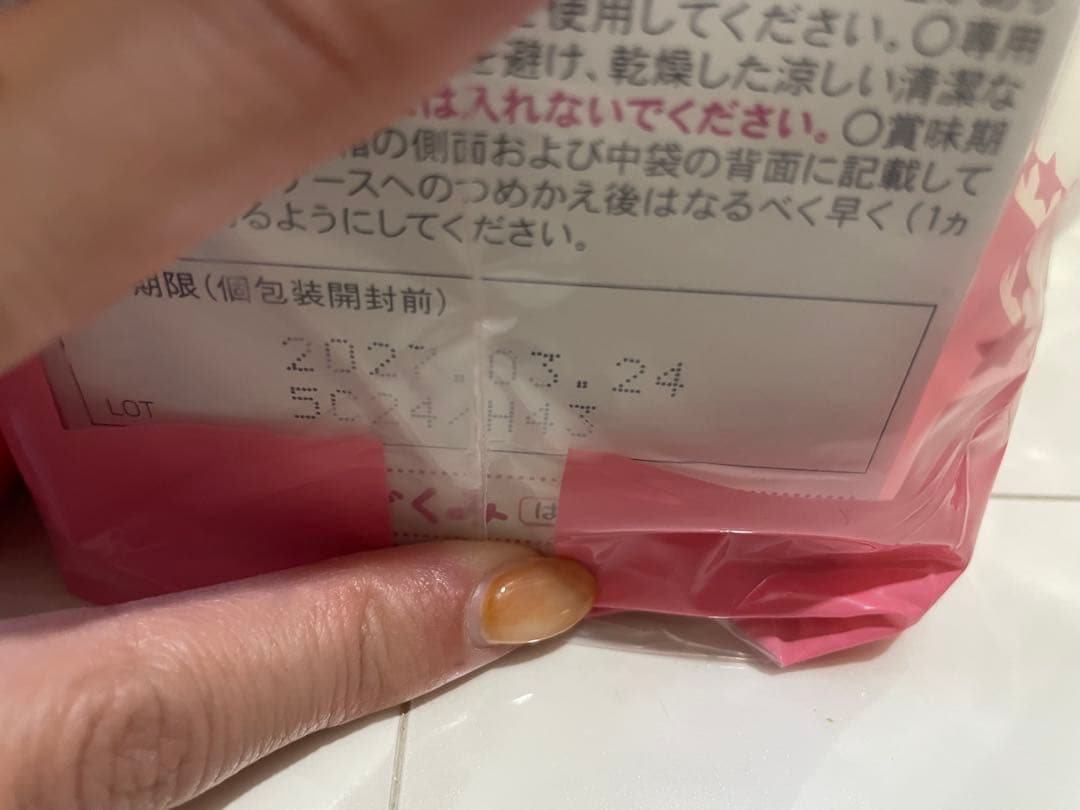 使用してください。○専用
を避け、乾燥した涼しい清潔な
は入れないでください。○賞味期
箱の側面および中袋の背面に記載して
ケースへのつめかえ後はなるべく早く(1カ
るようにしてください。
期限(個包装開封前)
2027.03.24
LOT 5C24/H43
ぐくみ は